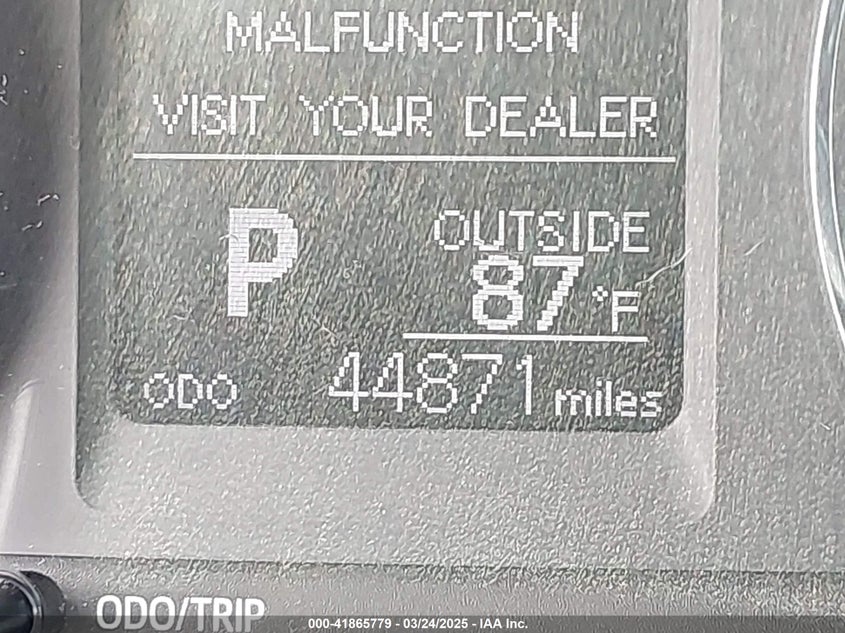 MALFUNCTION
VISIT YOUR DEALER
P
OUTSIDE
87°F
ODO 44871 miles
ODO/TRIP
000-41865779 - 03/24/2025 - IAA Inc.